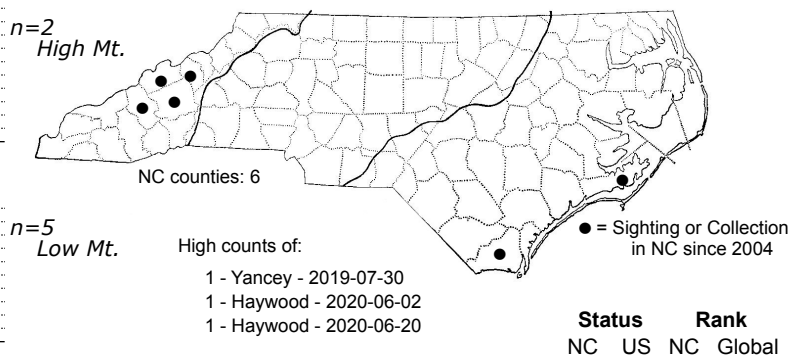 n=2
High Mt.
NC counties: 6
n=5
Low Mt.
High counts of:
1 - Yancey - 2019-07-30
1 - Haywood - 2020-06-02
1 - Haywood - 2020-06-20
● = Sighting or Collection
in NC since 2004
Status Rank
NC US NC Global